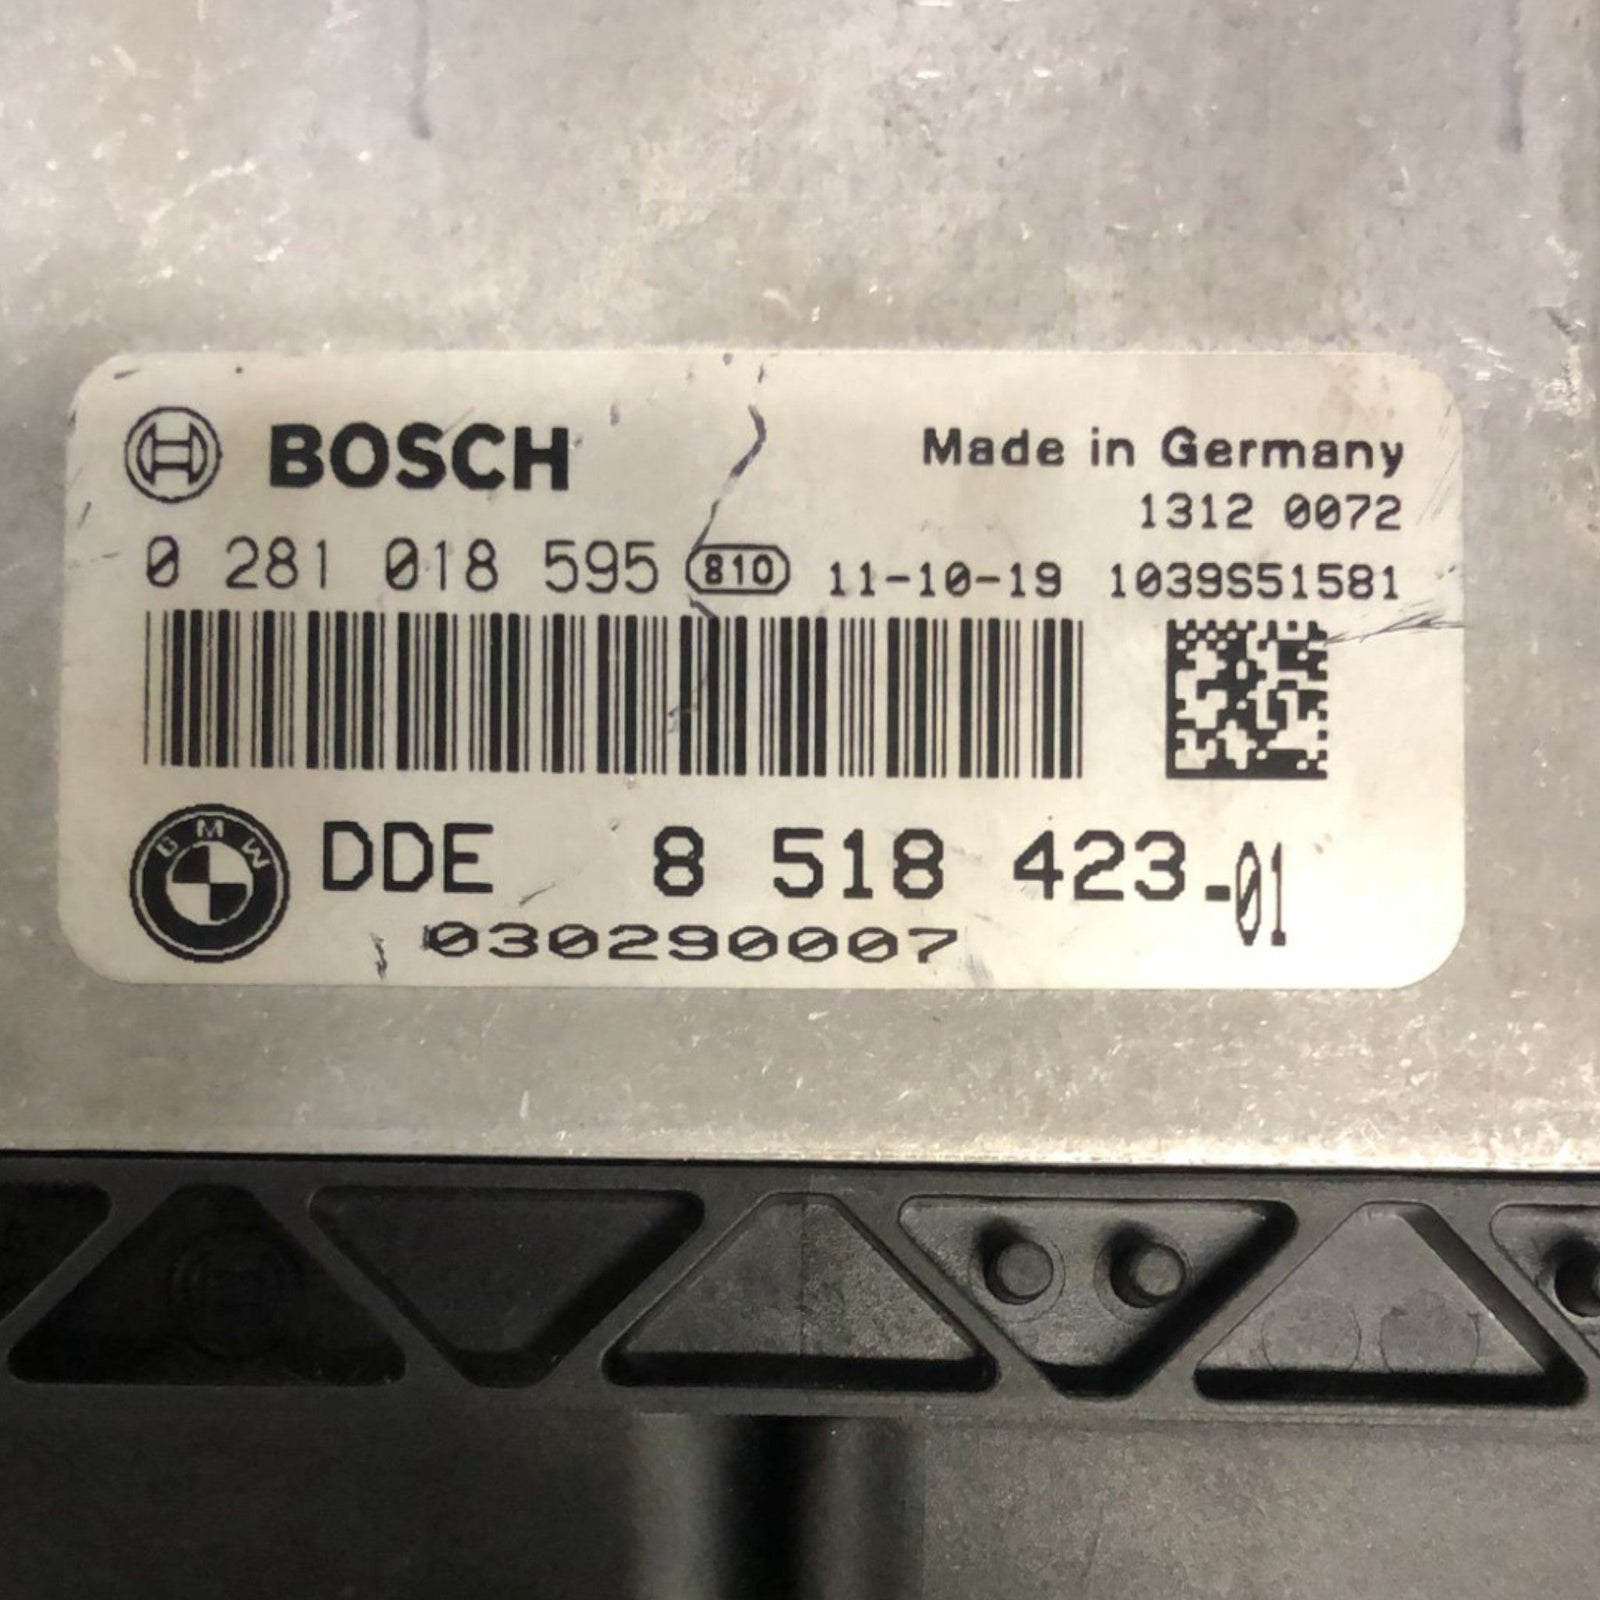 BOSCH
Made in Germany
1312 0072
0 281 018 595 810 11-10-19 1039S51581
BMW
DDE 8 518 423-01
030290007